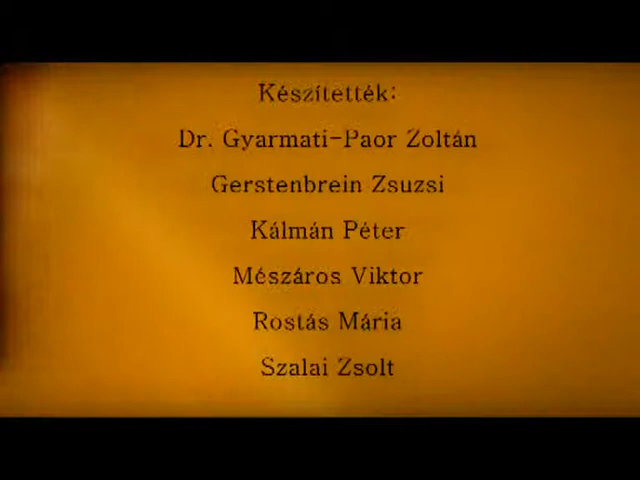 Készítették:
Dr. Gyarmati-Paor Zoltán
Gerstenbrein Zsuzsi
Kálmán Péter
Mészáros Viktor
Rostás Mária
Szalai Zsolt